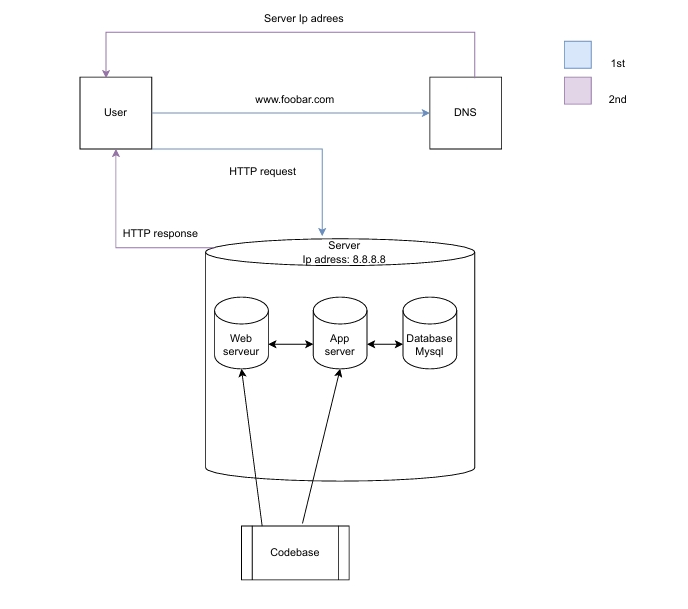 Server Ip adrees
1st
2nd
User
www.foobar.com
DNS
HTTP request
HTTP response
Server
Ip adress: 8.8.8.8
Web
serveur
App
server
Database
Mysql
Codebase